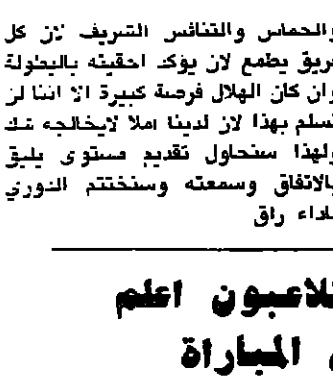 والحماس والتنافس الشريف لان كل
فريق يطمع لان يؤكد احقيته بالبطولة
وان كان الهلال فرصة كبيرة الا اننا لن
نسلم بهذا لان لدينا املا لايخالجه شك
ولهذا سنحاول تقديم مستوى يليق
بالاتفاق وسمعته وسنختتم الدوري
باداء راق
اعلم
المباراة